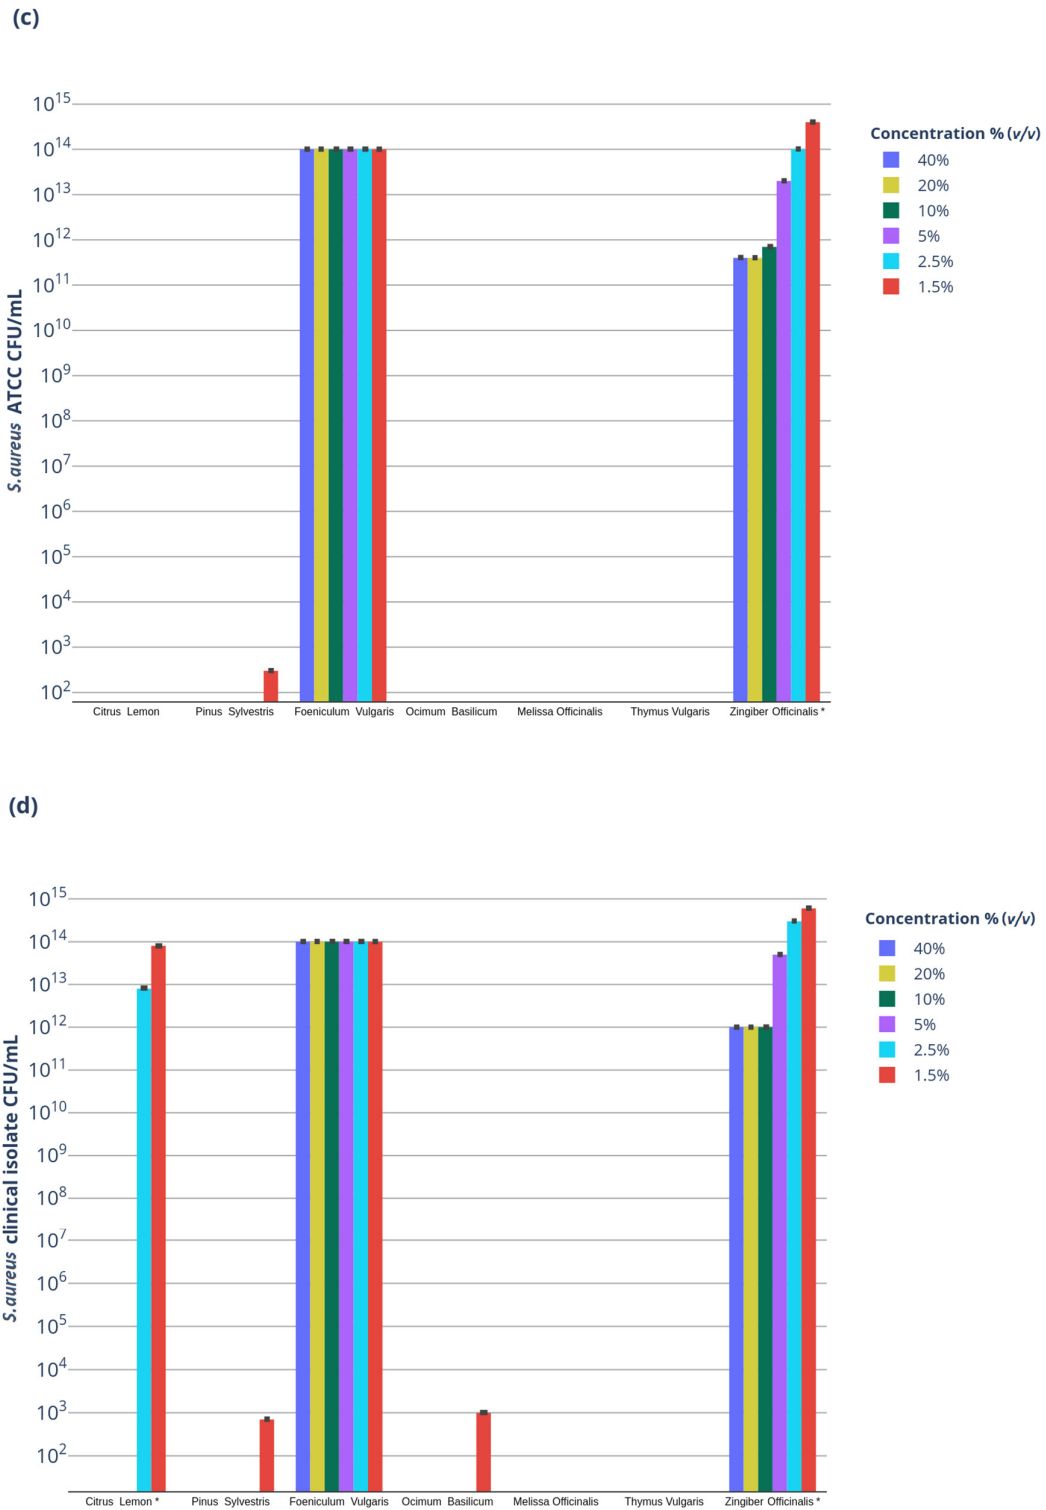 (c)
10^15
10^14
10^13
10^12
10^11
10^10
10^9
10^8
10^7
10^6
10^5
10^4
10^3
10^2
S.aureus ATCC CFU/mL
Citrus Lemon
Pinus Sylvestris
Foeniculum Vulgaris
Ocimum Basilicum
Melissa Officinalis
Thymus Vulgaris
Zingiber Officinalis *
Concentration % (v/v)
40%
20%
10%
5%
2.5%
1.5%
(d)
10^15
10^14
10^13
10^12
10^11
10^10
10^9
10^8
10^7
10^6
10^5
10^4
10^3
10^2
S.aureus clinical isolate CFU/mL
Citrus Lemon *
Pinus Sylvestris
Foeniculum Vulgaris
Ocimum Basilicum
Melissa Officinalis
Thymus Vulgaris
Zingiber Officinalis *
Concentration % (v/v)
40%
20%
10%
5%
2.5%
1.5%